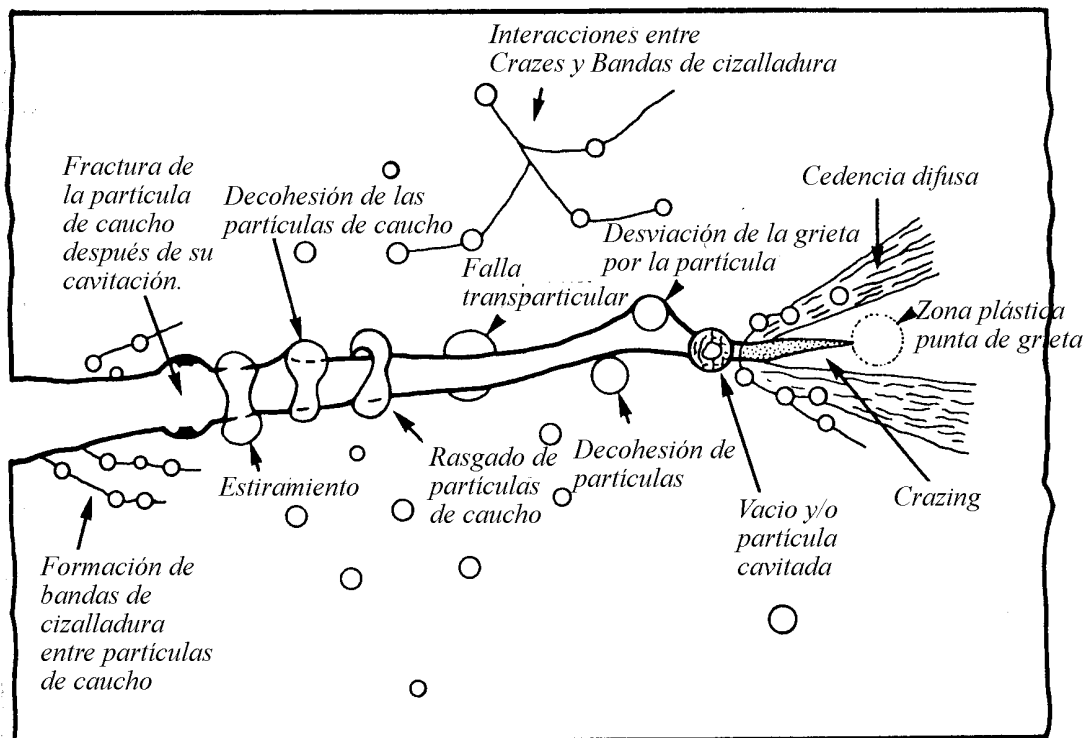 Interacciones entre
Crazes y Bandas de cizalladura
Fractura de
la partícula
de caucho
después de su
cavitación.
Decohesión de las
partículas de caucho
Cedencia difusa
Falla
transparticular
Desviación de la grieta
por la partícula
Zona plástica
punta de grieta
Estiramiento
Rasgado de
partículas
de caucho
Decohesión de
partículas
Vacio y/o
partícula
cavitada
Crazing
Formación de
bandas de
cizalladura
entre partículas
de caucho